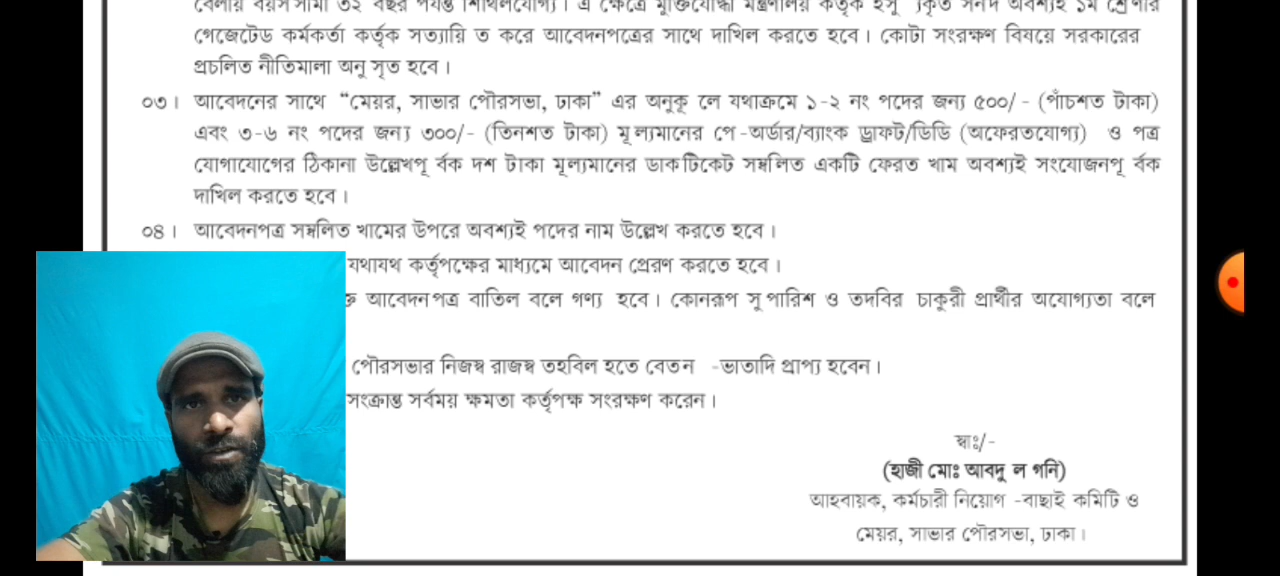 বেলায় বয়সসীমা ৩২ বছর পর্যন্ত শিথিলযোগ্য। এ ক্ষেত্রে মুক্তিযোদ্ধা মন্ত্রণালয় কর্তৃক ইস্যুকৃত সনদ অবশ্যই ১ম শ্রেণীর
গেজেটেড কর্মকর্তা কর্তৃক সত্যায়িত করে আবেদনপত্রের সাথে দাখিল করতে হবে। কোটা সংরক্ষণ বিষয়ে সরকারের
প্রচলিত নীতিমালা অনুসৃত হবে।
০৩। আবেদনের সাথে “মেয়র, সাভার পৌরসভা, ঢাকা” এর অনুকূলে যথাক্রমে ১-২ নং পদের জন্য ৫০০/- (পাঁচশত টাকা)
এবং ৩-৬ নং পদের জন্য ৩০০/- (তিনশত টাকা) মূল্যমানের পে-অর্ডার/ব্যাংক ড্রাফট/ডিডি (অফেরতযোগ্য) ও পত্র
যোগাযোগের ঠিকানা উল্লেখপূর্বক দশ টাকা মূল্যমানের ডাকটিকেট সম্বলিত একটি ফেরত খাম অবশ্যই সংযোজনপূর্বক
দাখিল করতে হবে।
০৪। আবেদনপত্র সম্বলিত খামের উপরে অবশ্যই পদের নাম উল্লেখ করতে হবে।
যথাযথ কর্তৃপক্ষের মাধ্যমে আবেদন প্রেরণ করতে হবে।
আবেদনপত্র বাতিল বলে গণ্য হবে। কোনরূপ সুপারিশ ও তদবির চাকুরী প্রার্থীর অযোগ্যতা বলে
পৌরসভার নিজস্ব রাজস্ব তহবিল হতে বেতন -ভাতাদি প্রাপ্য হবেন।
সংক্রান্ত সর্বময় ক্ষমতা কর্তৃপক্ষ সংরক্ষণ করেন।
স্বাঃ/-
(হাজী মোঃ আবদুল গনি)
আহবায়ক, কর্মচারী নিয়োগ -বাছাই কমিটি ও
মেয়র, সাভার পৌরসভা, ঢাকা।